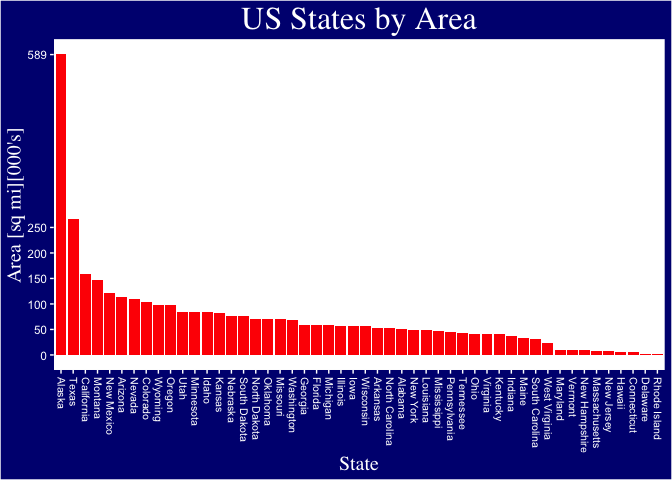 US States by Area
Area [sq mi][000's]
589
250
200
150
100
50
0
Alaska
Texas
California
Montana
New Mexico
Arizona
Nevada
Colorado
Wyoming
Oregon
Utah
Minnesota
Idaho
Kansas
Nebraska
South Dakota
North Dakota
Oklahoma
Missouri
Washington
Georgia
Florida
Michigan
Illinois
Iowa
Wisconsin
Arkansas
North Carolina
Alabama
New York
Louisiana
Mississippi
Pennsylvania
Tennessee
Ohio
Virginia
Kentucky
Indiana
Maine
South Carolina
West Virginia
Maryland
Vermont
New Hampshire
Massachusetts
New Jersey
Hawaii
Connecticut
Delaware
Rhode Island
State